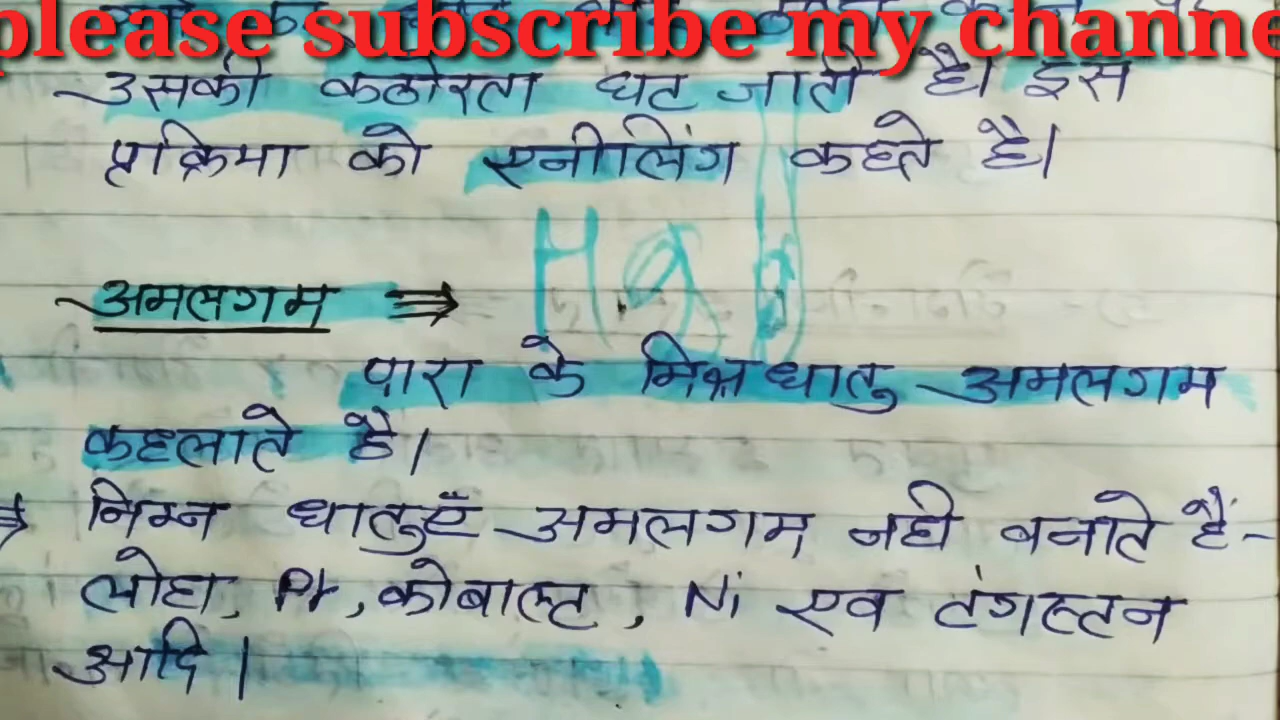 please subscribe my channe
उसकी कठोरता घट जाती है। इस
प्रक्रिया को एनीलिंग कहते है।
Hg
अमलगम ⇒
पारा के मिश्रधातु अमलगम
कहलाते है।
⇒ निम्न धातुएँ अमलगम नही बनाते हैं-
लोहा, Pt, कोबाल्ट, Ni एव टंगस्टन
आदि।